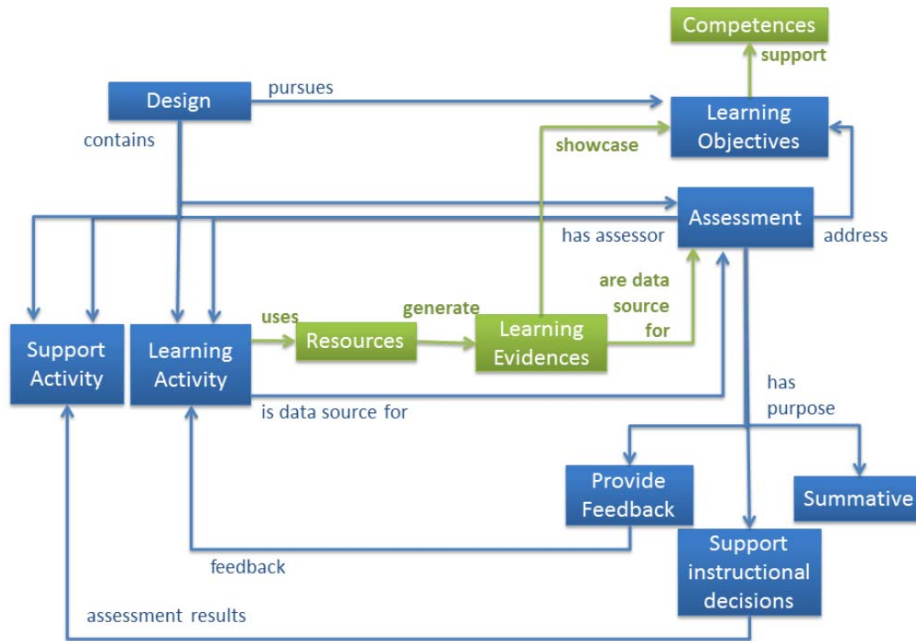 Competences
support
Design
pursues
Learning
Objectives
contains
showcase
Assessment
has assessor
address
are data
source
for
uses
generate
Support
Activity
Learning
Activity
Resources
Learning
Evidences
is data source for
has
purpose
Provide
Feedback
Summative
feedback
Support
instructional
decisions
assessment results